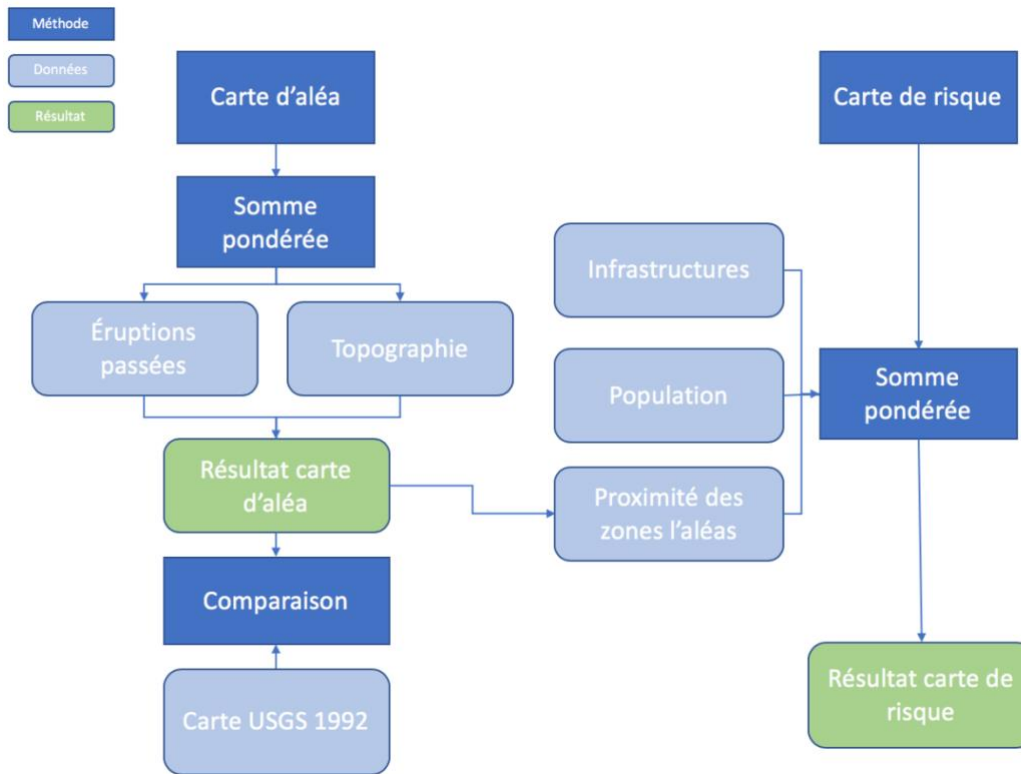 Méthode
Données
Résultat
Carte d’aléa
Somme
pondérée
Éruptions
passées
Topographie
Résultat carte
d’aléa
Comparaison
Carte USGS 1992
Infrastructures
Population
Proximité des
zones l’aléas
Carte de risque
Somme
pondérée
Résultat carte de
risque